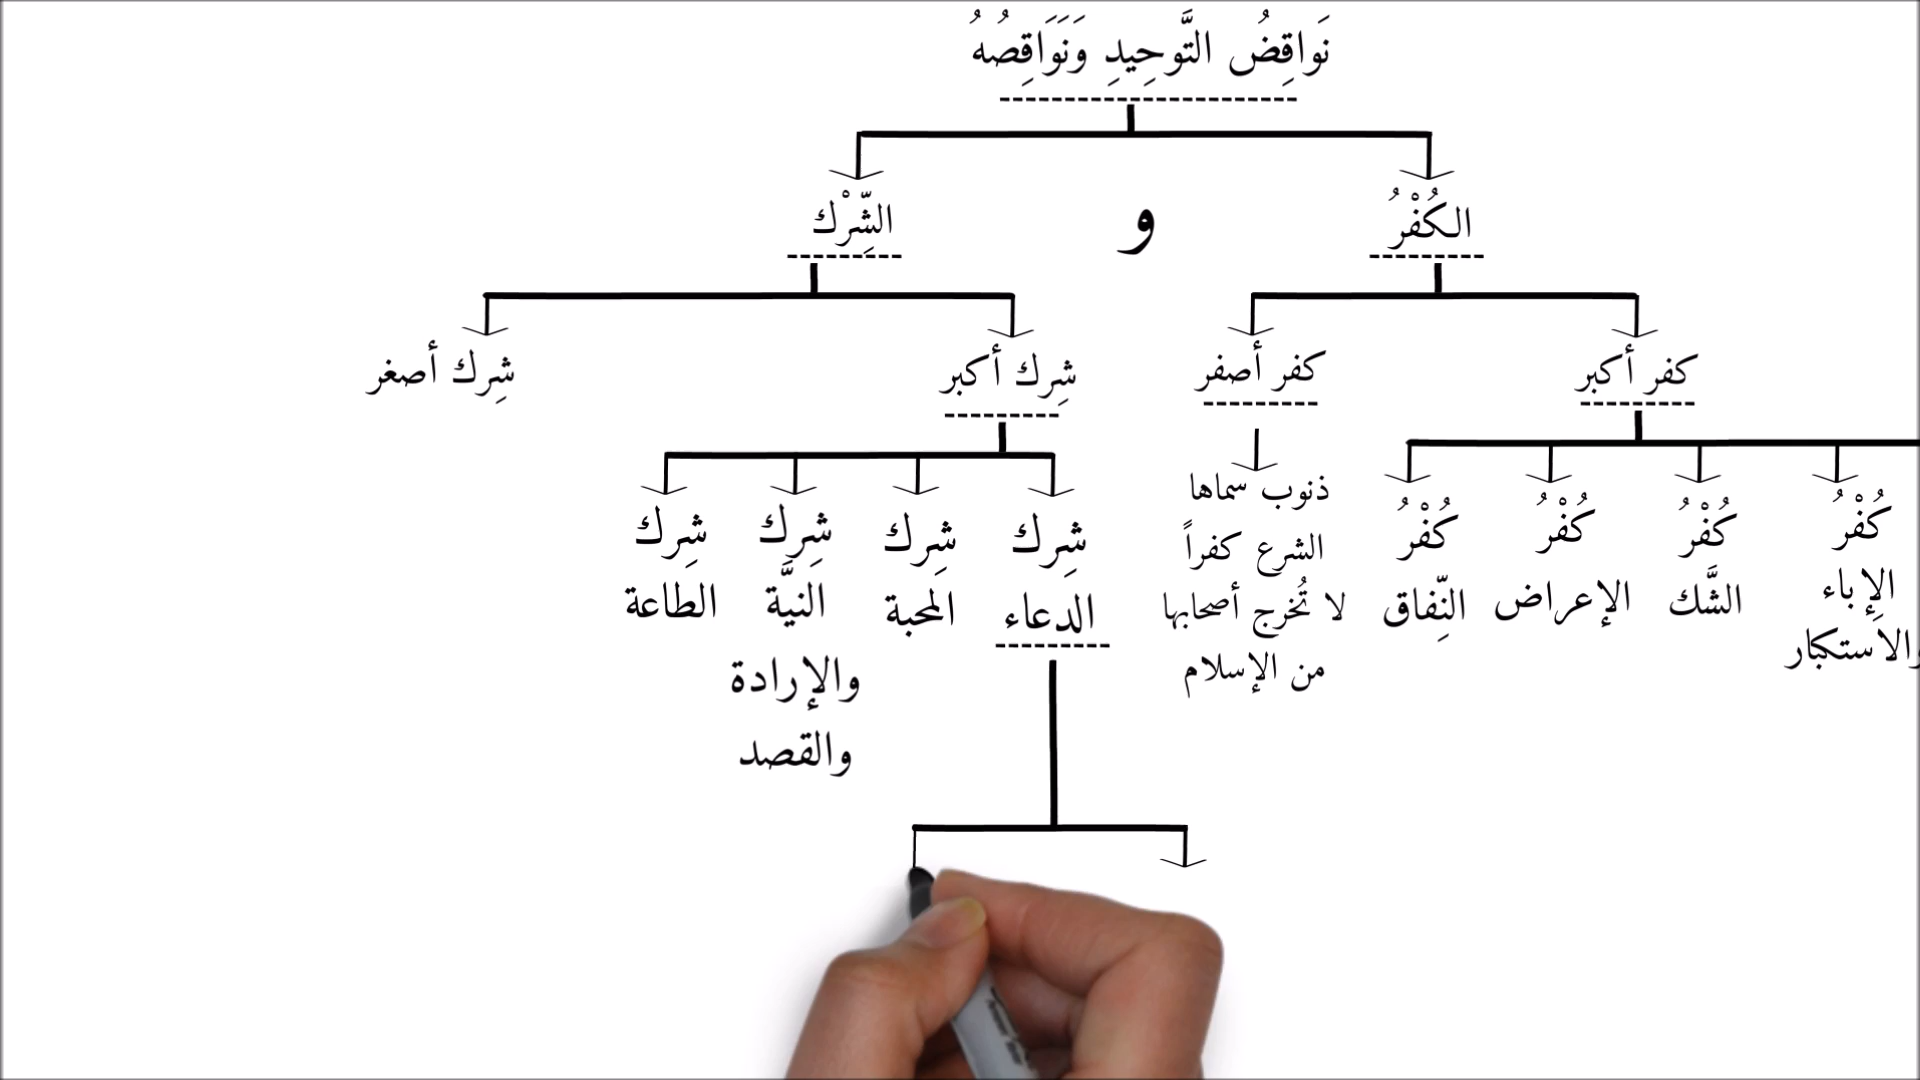 نَواقِضُ التَّوحِيدِ وَنَوَاقِصُهُ
الكُفْرُ
و
الشِّرْك
كفر أكبر
كفر أصفر
شِرك أكبر
شِرك أصغر
كُفْرُ
الإِباء
والاستكبار
كُفْرُ
الشَّك
كُفْرُ
الإعراض
كُفْرُ
النِّفاق
ذنوب سماها
الشرع كفراً
لا تُخرج أصحابها
من الإسلام
شِرك
الدعاء
شِرك
المحبة
شِرك
النيَّة
والإرادة
والقصد
شِرك
الطاعة